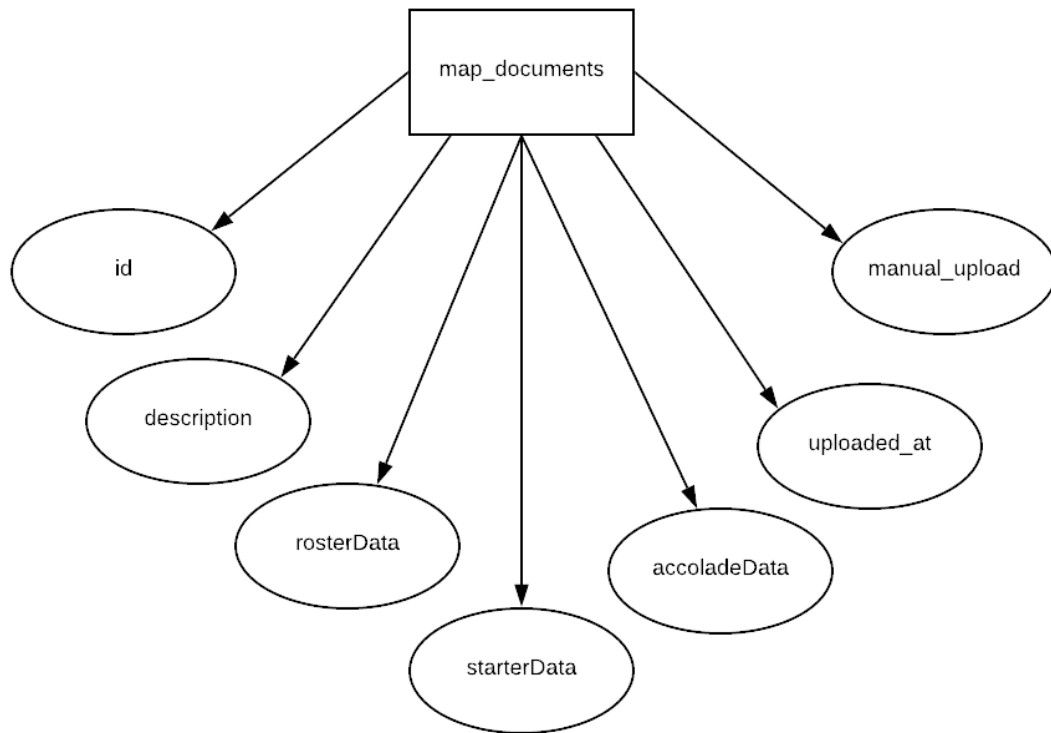 map_documents
id
manual_upload
description
uploaded_at
rosterData
accoladeData
starterData